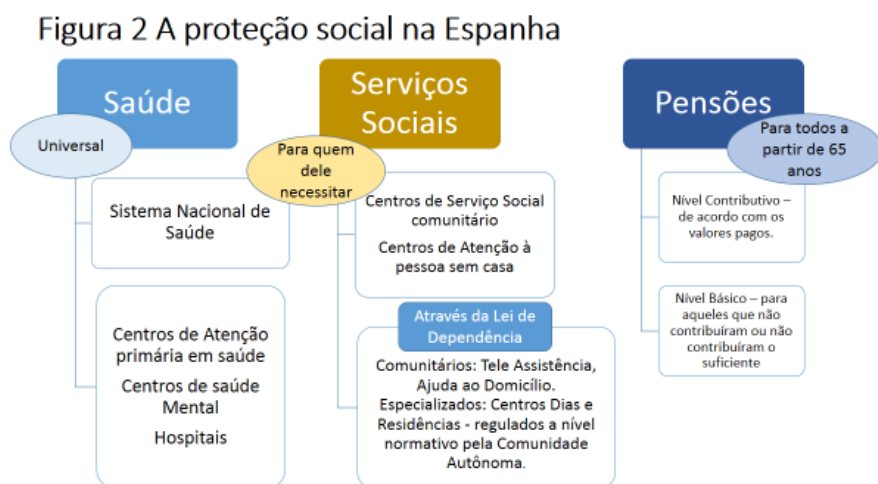 Figura 2 A proteção social na Espanha
Saúde
Universal
Sistema Nacional de
Saúde
Centros de Atenção
primária em saúde
Centros de saúde
Mental
Hospitais
Serviços
Sociais
Para quem
dele
necessitar
Centros de Serviço Social
comunitário
Centros de Atenção à
pessoa sem casa
Através da Lei de
Dependência
Comunitários: Tele Assistência,
Ajuda ao Domicílio.
Especializados: Centros Dias e
Residências - regulados a nível
normativo pela Comunidade
Autônoma.
Pensões
Para todos a
partir de 65
anos
Nível Contributivo –
de acordo com os
valores pagos.
Nível Básico – para
aqueles que não
contribuíram ou não
contribuíram o
suficiente